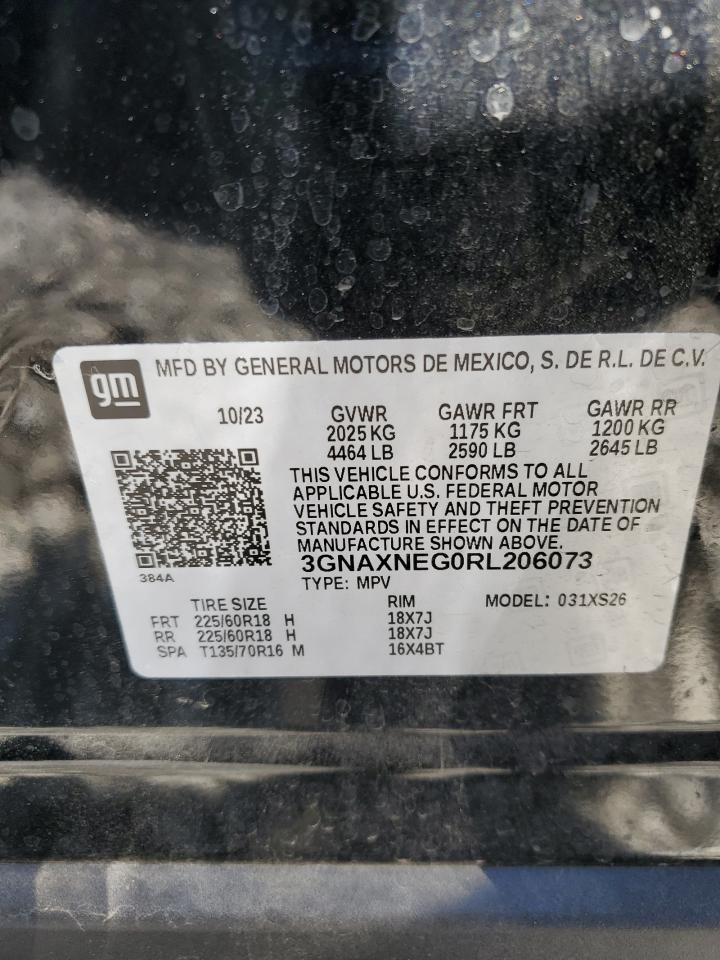 gm
MFD BY GENERAL MOTORS DE MEXICO, S. DE R.L. DE C.V.
10/23 GVWR GAWR FRT GAWR RR
2025 KG 1175 KG 1200 KG
4464 LB 2590 LB 2645 LB
THIS VEHICLE CONFORMS TO ALL
APPLICABLE U.S. FEDERAL MOTOR
VEHICLE SAFETY AND THEFT PREVENTION
STANDARDS IN EFFECT ON THE DATE OF
MANUFACTURE SHOWN ABOVE.
3GNAXNEG0RL206073
384A
TYPE: MPV
TIRE SIZE RIM MODEL: 031XS26
FRT 225/60R18 H 18X7J
RR 225/60R18 H 18X7J
SPA T135/70R16 M 16X4BT